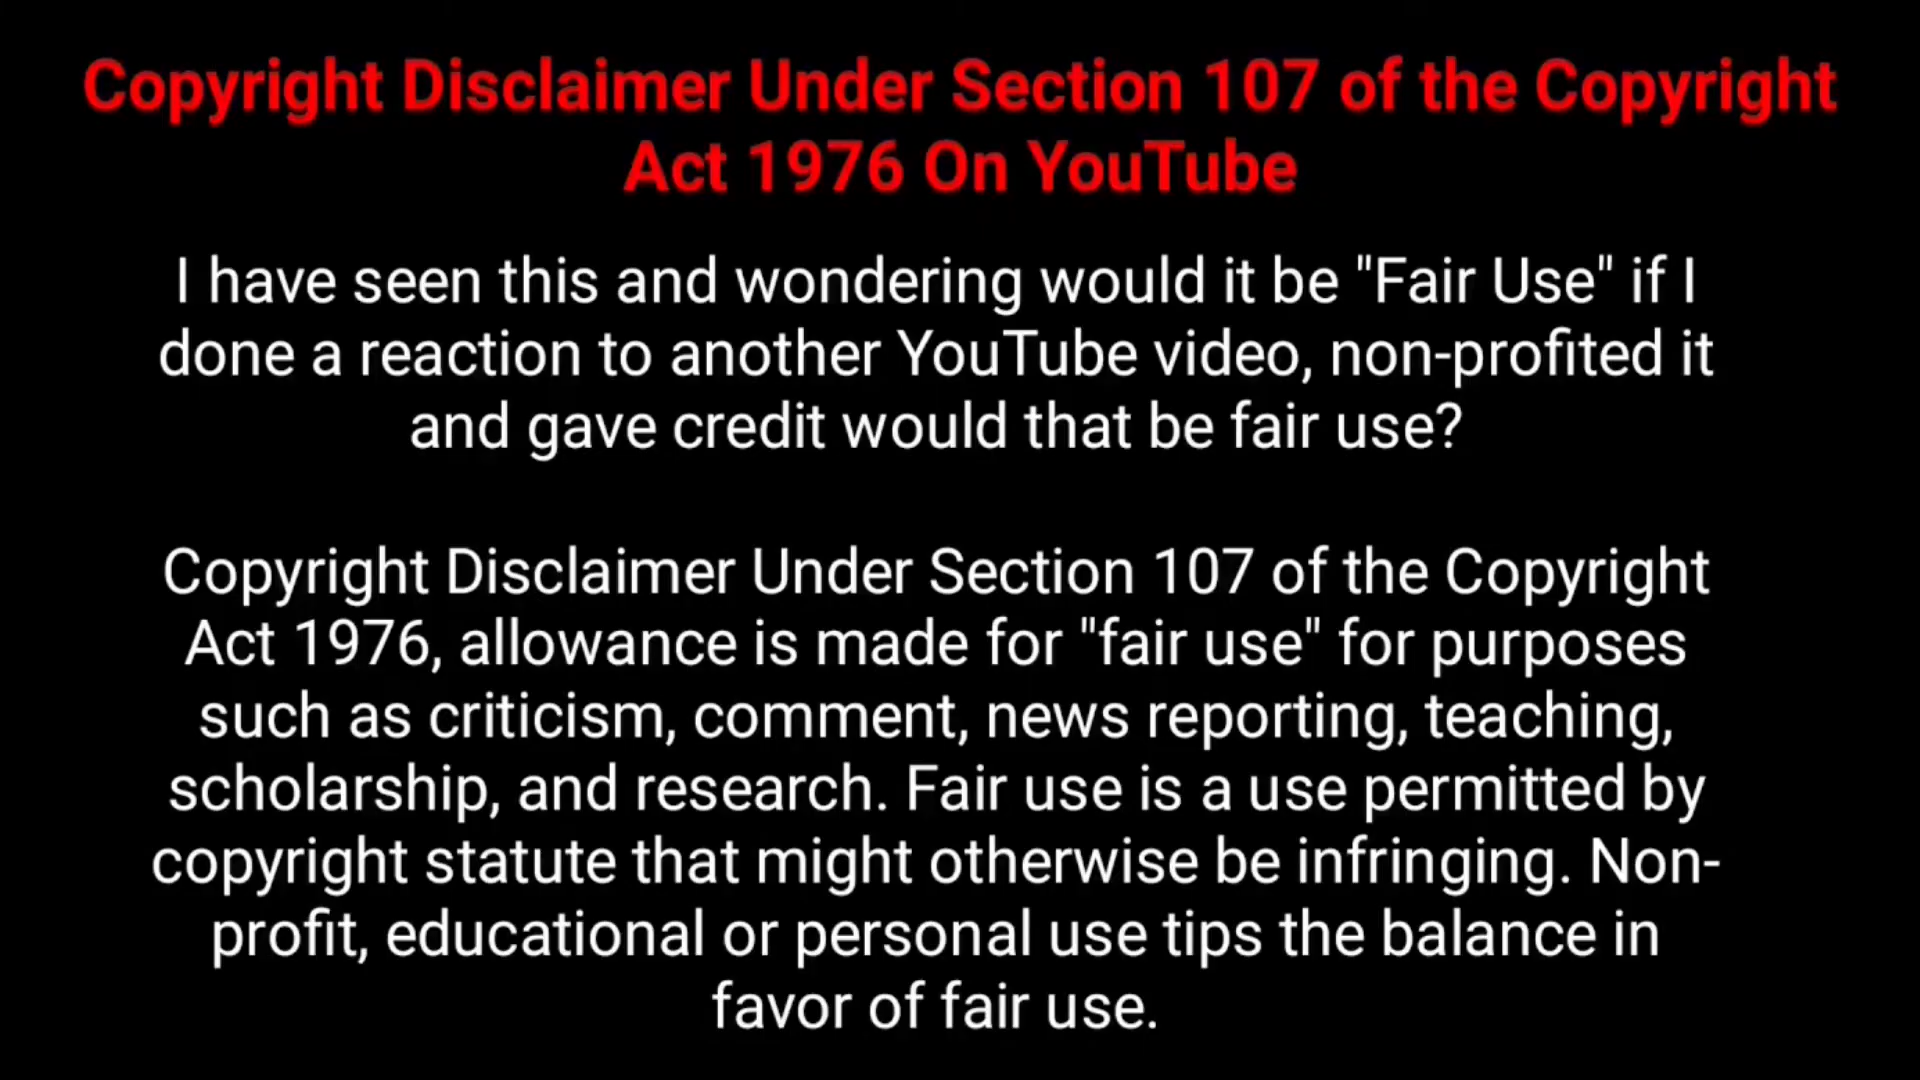 Copyright Disclaimer Under Section 107 of the Copyright
Act 1976 On YouTube
I have seen this and wondering would it be "Fair Use" if I
done a reaction to another YouTube video, non-profited it
and gave credit would that be fair use?
Copyright Disclaimer Under Section 107 of the Copyright
Act 1976, allowance is made for "fair use" for purposes
such as criticism, comment, news reporting, teaching,
scholarship, and research. Fair use is a use permitted by
copyright statute that might otherwise be infringing. Non-
profit, educational or personal use tips the balance in
favor of fair use.